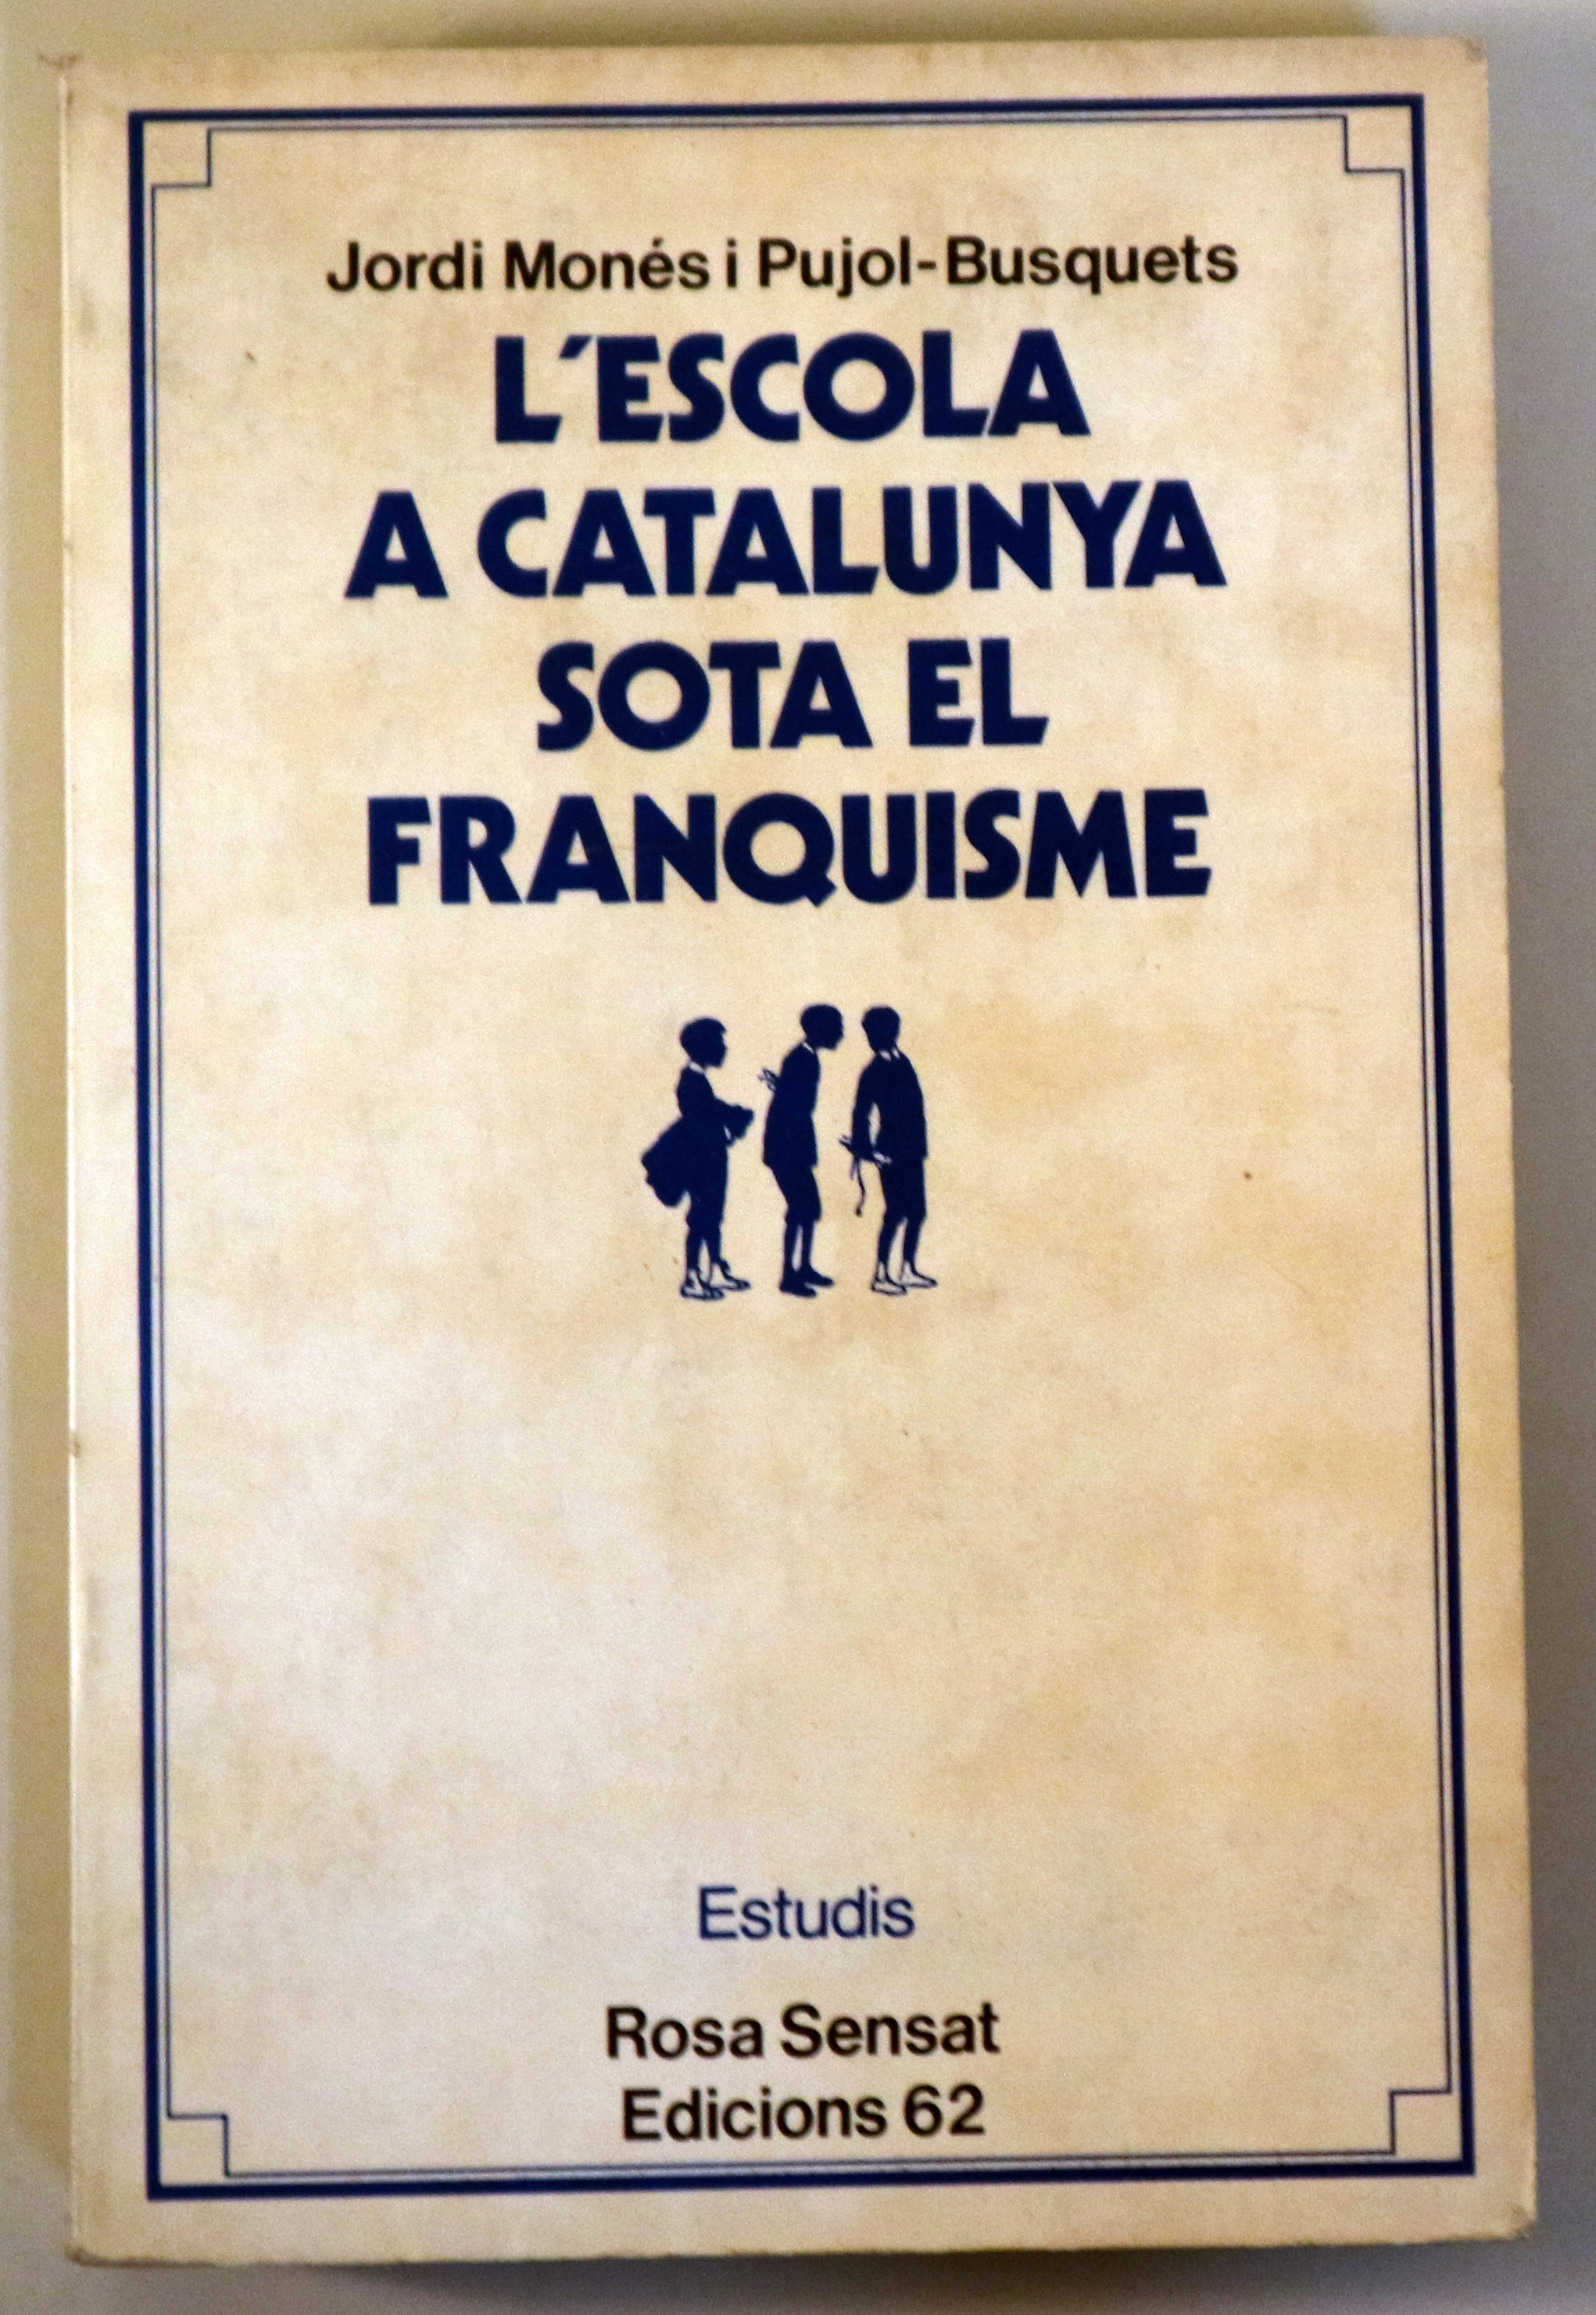 Jordi Monés i Pujol-Busquets
L'ESCOLA
A CATALUNYA
SOTA EL
FRANQUISME
Estudis
Rosa Sensat
Edicions 62